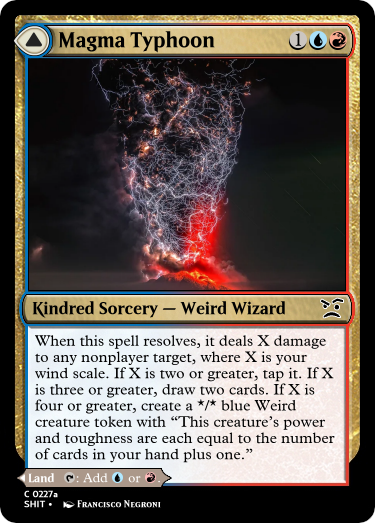 Magma Typhoon 1
Kindred Sorcery — Weird Wizard
When this spell resolves, it deals X damage
to any nonplayer target, where X is your
wind scale. If X is two or greater, tap it. If X
is three or greater, draw two cards. If X is
four or greater, create a */* blue Weird
creature token with “This creature’s power
and toughness are each equal to the number
of cards in your hand plus one.”
Land : Add or .
C 0227a
SHIT • Francisco Negroni